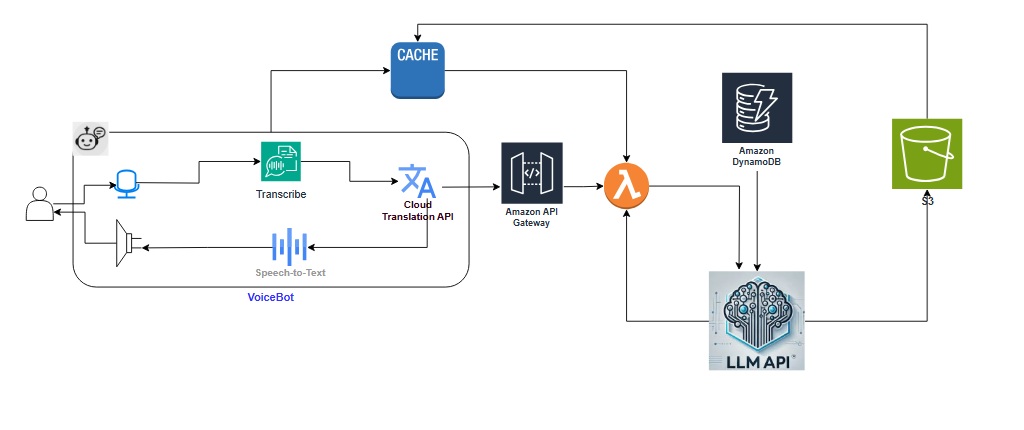 CACHE
Amazon
DynamoDB
Transcribe
Cloud
Translation API
Amazon API
Gateway
S3
Speech-to-Text
VoiceBot
LLM API